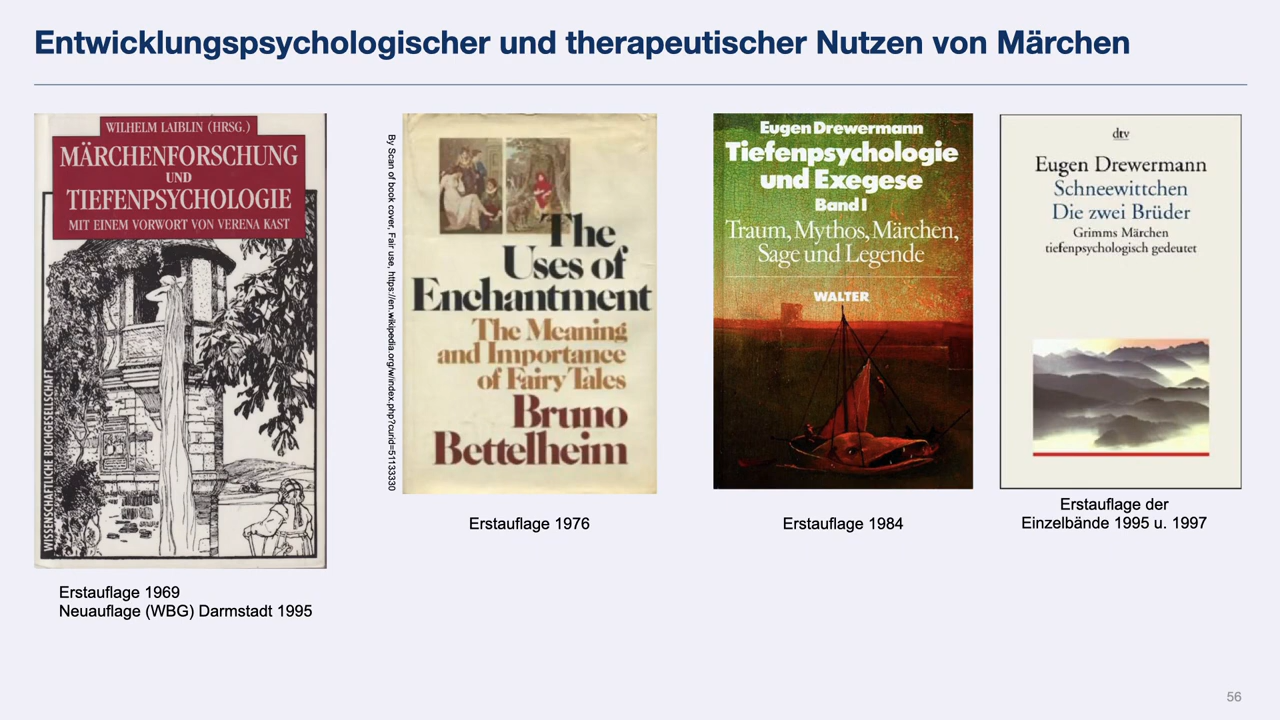 Entwicklungspsychologischer und therapeutischer Nutzen von Märchen
WILHELM LAIBLIN (HRSG.)
MÄRCHENFORSCHUNG
UND
TIEFENPSYCHOLOGIE
MIT EINEM VORWORT VON VERENA KAST
WISSENSCHAFTLICHE BUCHGESELLSCHAFT
Erstauflage 1969
Neuauflage (WBG) Darmstadt 1995
By Scan of book cover, Fair use, https://en.wikipedia.org/w/index.php?curid=51133330
The
Uses of
Enchantment
The Meaning
and Importance
of Fairy Tales
Bruno
Bettelheim
Erstauflage 1976
Eugen Drewermann
Tiefenpsychologie
und Exegese
Band I
Traum, Mythos, Märchen,
Sage und Legende
WALTER
Erstauflage 1984
dtv
Eugen Drewermann
Schneewittchen
Die zwei Brüder
Grimms Märchen
tiefenpsychologisch gedeutet
Erstauflage der
Einzelbände 1995 u. 1997
56